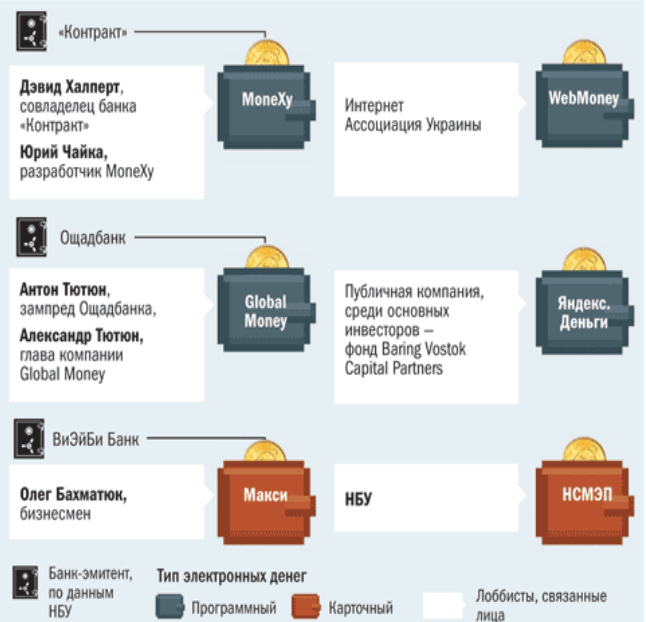 «Контракт»
Дэвид Халперт,
совладелец банка
«Контракт»
Юрий Чайка,
разработчик MoneXy
MoneXy
Интернет
Ассоциация Украины
WebMoney
Ощадбанк
Антон Тютюн,
зампред Ощадбанка,
Александр Тютюн,
глава компании
Global Money
Global
Money
Публичная компания,
среди основных
инвесторов —
фонд Baring Vostok
Capital Partners
Яндекс.
Деньги
ВиЭйБи Банк
Олег Бахматюк,
бизнесмен
Макси
НБУ
НСМЭП
Банк-эмитент,
по данным
НБУ
Тип электронных денег
Программный
Карточный
Лоббисты, связанные
лица